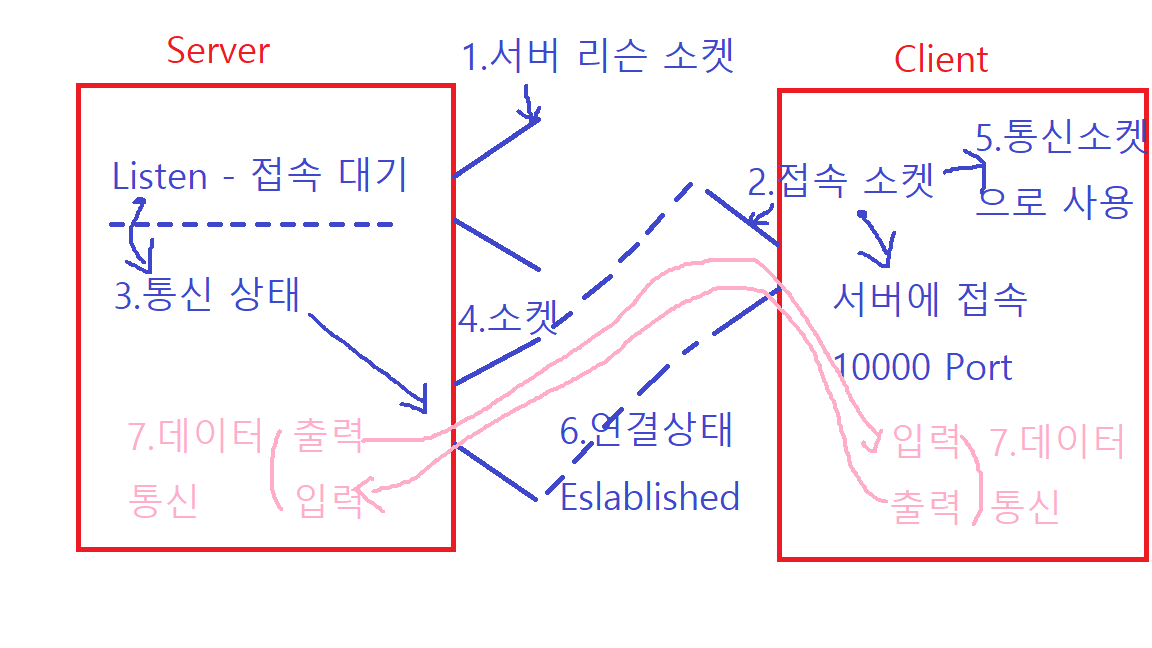 Server
1.서버 리슨 소켓
Client
Listen - 접속 대기
3.통신 상태
4.소켓
2.접속 소켓
5.통신소켓
으로 사용
서버에 접속
10000 Port
6.연결상태
Eslablished
7.데이터
통신
출력
입력
입력
출력
7.데이터
통신